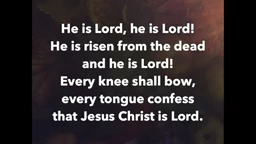 He is Lord, he is Lord!
He is risen from the dead
and he is Lord!
Every knee shall bow,
every tongue confess
that Jesus Christ is Lord.